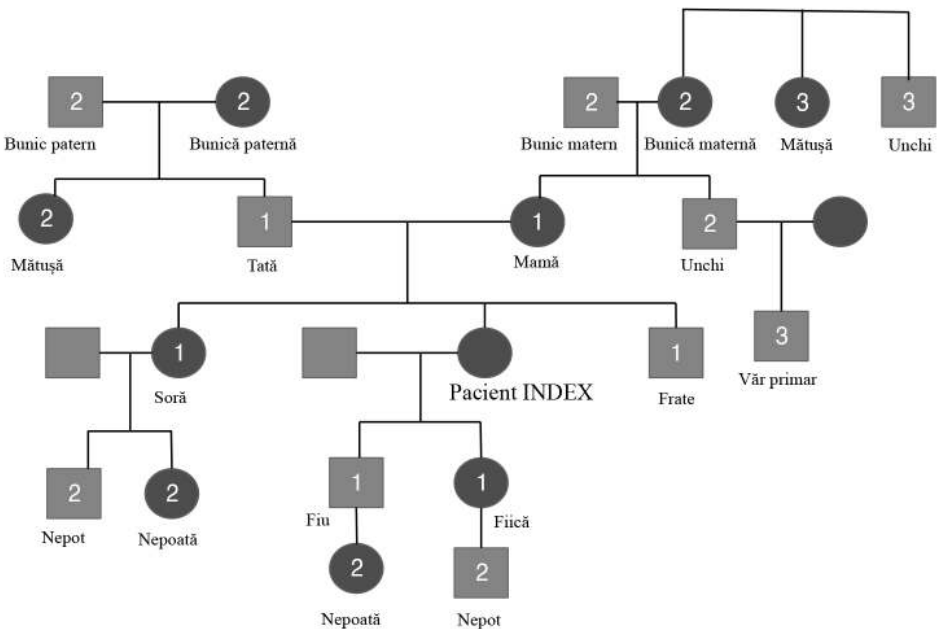 2 2 2 2 3 3
Bunic patern Bunică paternă Bunic matern Bunică maternă Mătușă Unchi
2 1 1 2
Mătușă Tată Mamă Unchi
1 1 3
Soră Pacient INDEX Frate Văr primar
2 2 1 1
Nepot Nepoată Fiu Fiică
2 2
Nepoată Nepot